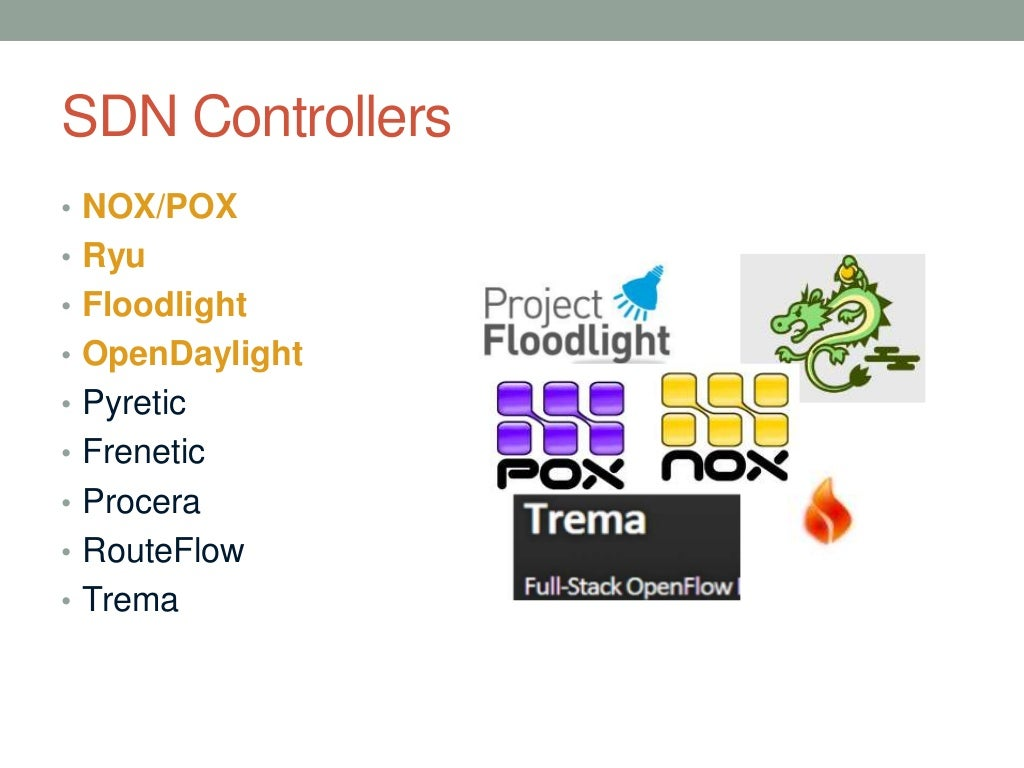 SDN Controllers
• NOX/POX
• Ryu
• Floodlight
• OpenDaylight
• Pyretic
• Frenetic
• Procera
• RouteFlow
• Trema
Project
Floodlight
POX
NOX
Trema
Full-Stack OpenFlow